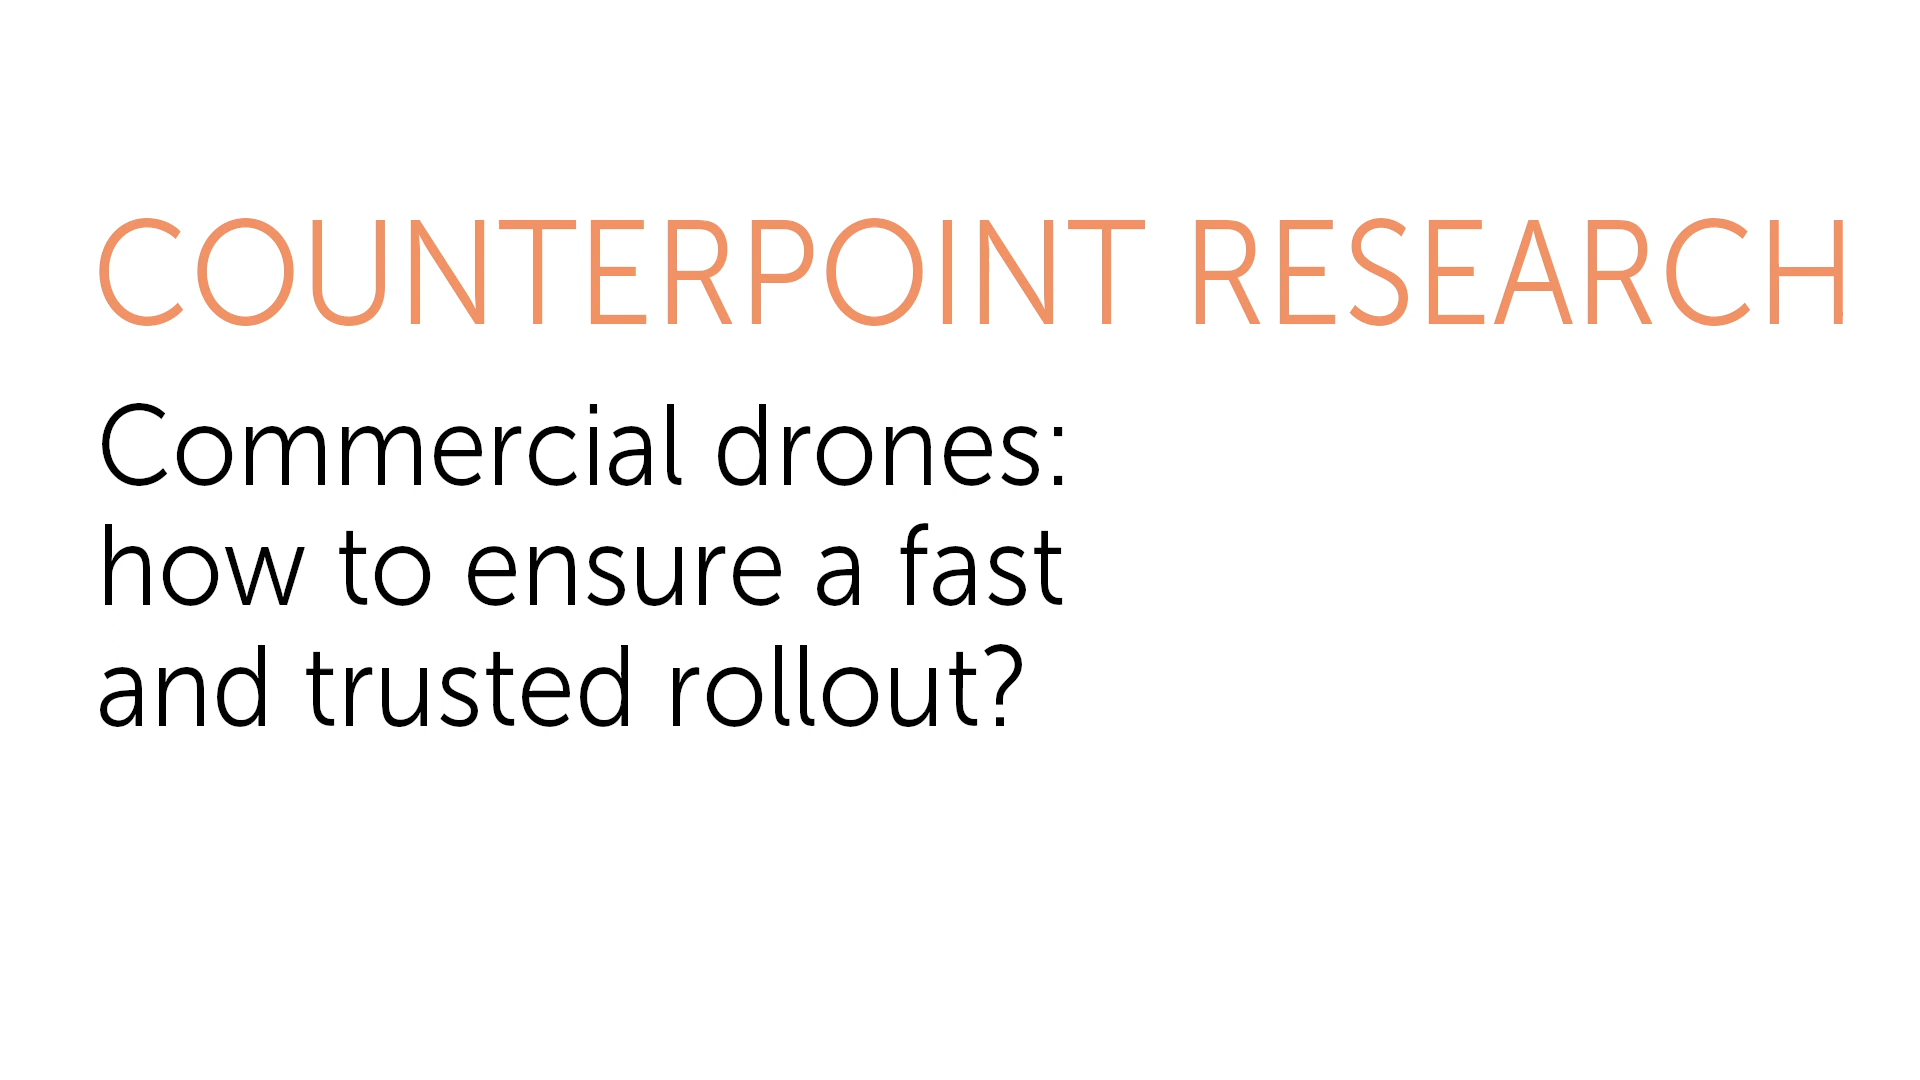 COUNTERPOINT RESEARCH
Commercial drones:
how to ensure a fast
and trusted rollout?